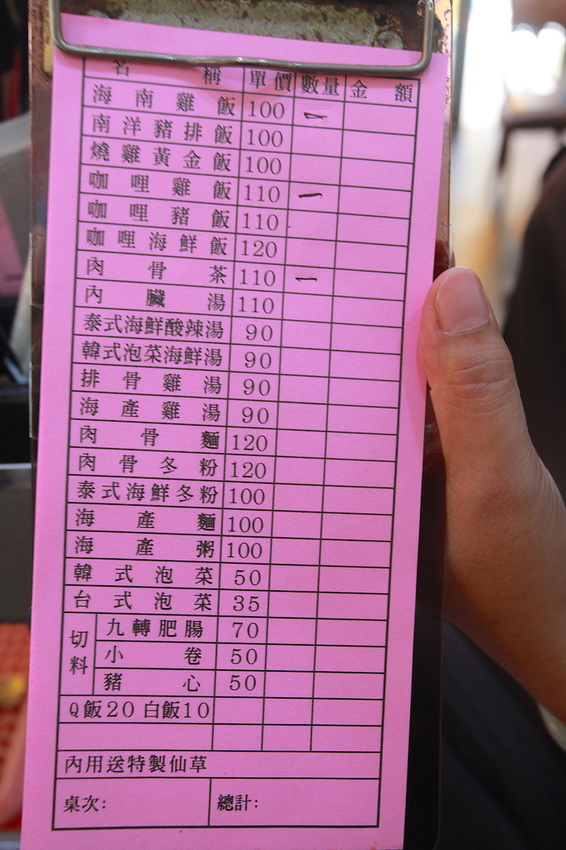 名稱 單價 數量 金額
海南雞飯 100 一
南洋豬排飯 100
燒雞黃金飯 100
咖哩雞飯 110 一
咖哩豬飯 110
咖哩海鮮飯 120
肉骨茶 110 一
內臟湯 110
泰式海鮮酸辣湯 90
韓式泡菜海鮮湯 90
排骨雞湯 90
海產雞湯 90
肉骨麵 120
肉骨冬粉 120
泰式海鮮冬粉 100
海產麵 100
海產粥 100
韓式泡菜 50
台式泡菜 35
切料
九轉肥腸 70
小卷 50
豬心 50
Q飯20 白飯10
內用送特製仙草
桌次: 總計: